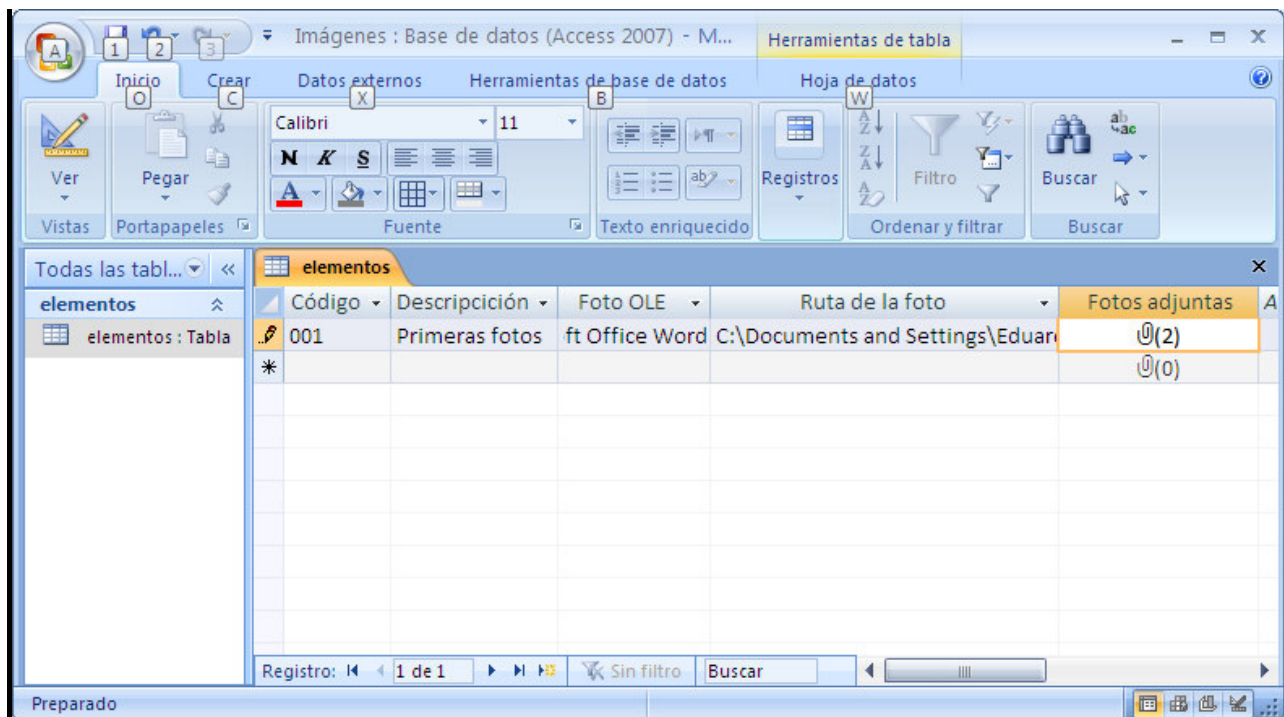 Imágenes : Base de datos (Access 2007) - M... Herramientas de tabla
A 1 2 3
Inicio Crear Datos externos Herramientas de base de datos Hoja de datos
O C X B W
Calibri 11
N K S
A
ab ac
Ver Pegar Registros Filtro Buscar
Vistas Portapapeles Fuente Texto enriquecido Ordenar y filtrar Buscar
Todas las tabl... elementos
elementos Código Descripcición Foto OLE Ruta de la foto Fotos adjuntas A
elementos : Tabla 001 Primeras fotos ft Office Word C:\Documents and Settings\Eduar (2)
(0)
Registro: 1 de 1 Sin filtro Buscar
Preparado